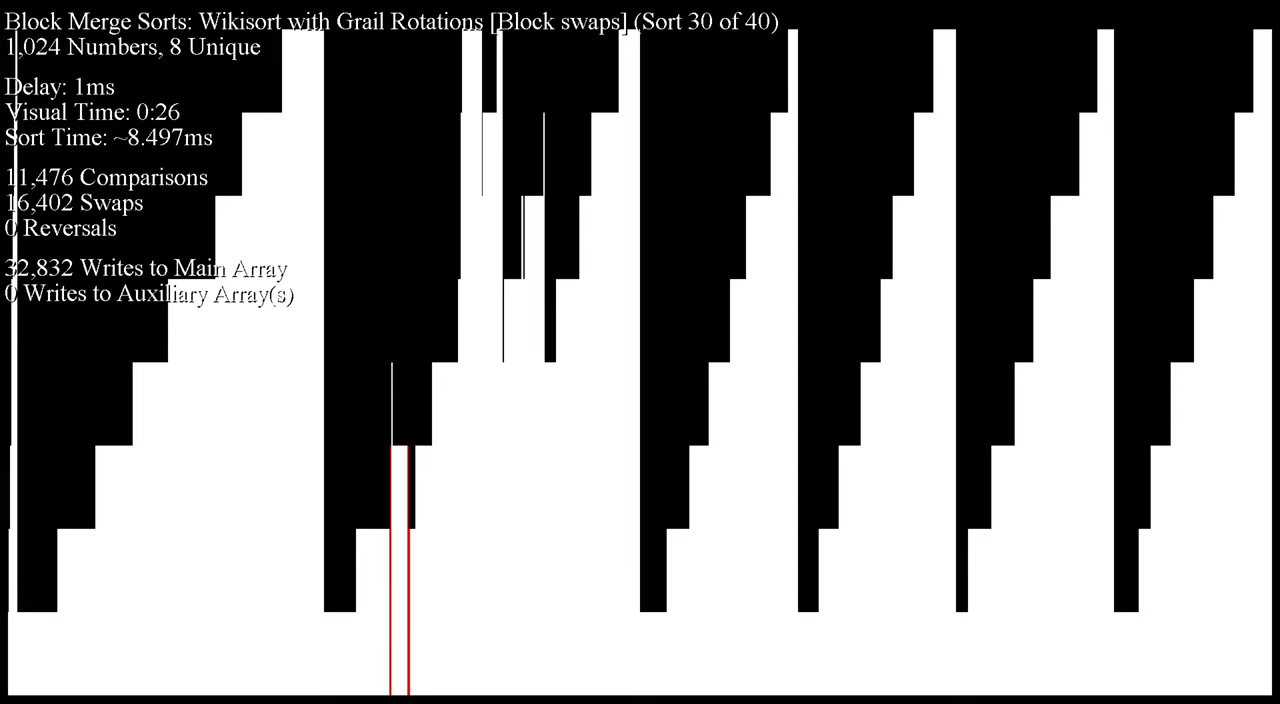 Block Merge Sorts: Wikisort with Grail Rotations [Block swaps] (Sort 30 of 40)
1,024 Numbers, 8 Unique
Delay: 1ms
Visual Time: 0:26
Sort Time: ~8.497ms
11,476 Comparisons
16,402 Swaps
0 Reversals
32,832 Writes to Main Array
0 Writes to Auxiliary Array(s)